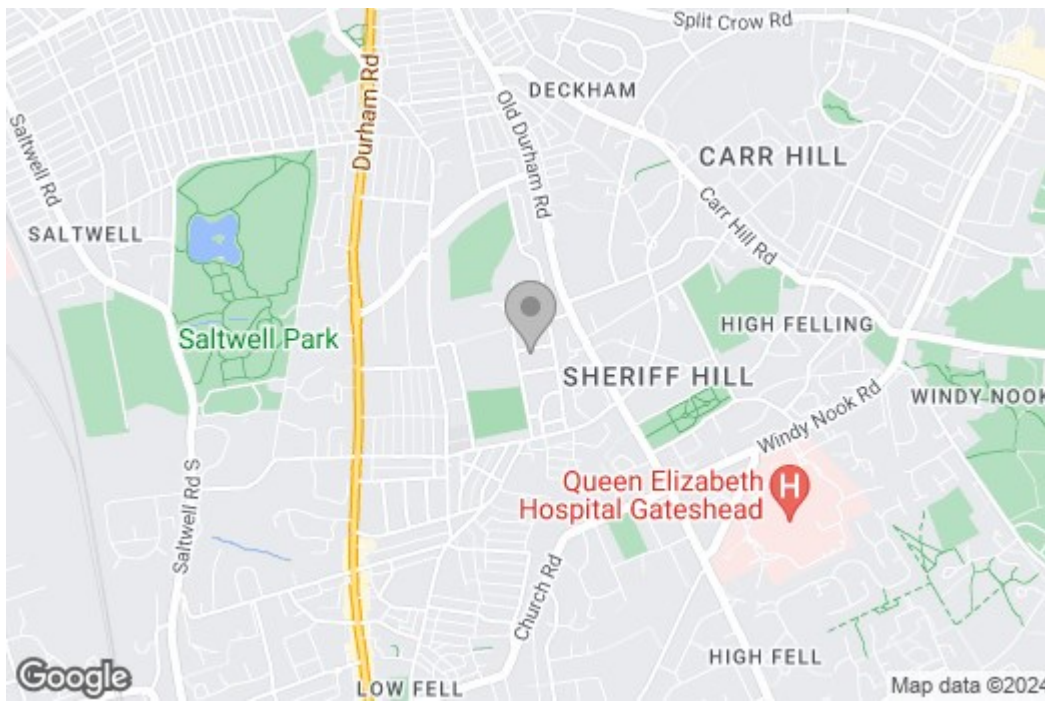 Split Crow Rd
DECKHAM
Durham Rd
Old Durham Rd
Saltwell Rd
CARR HILL
Carr Hill Rd
SALTWELL
HIGH FELLING
Saltwell Park
SHERIFF HILL
WINDY NOOK
Windy Nook Rd
Queen Elizabeth
Hospital Gateshead
H
Saltwell Rd S
Church Rd
HIGH FELL
LOW FELL
Google
Map data ©2024